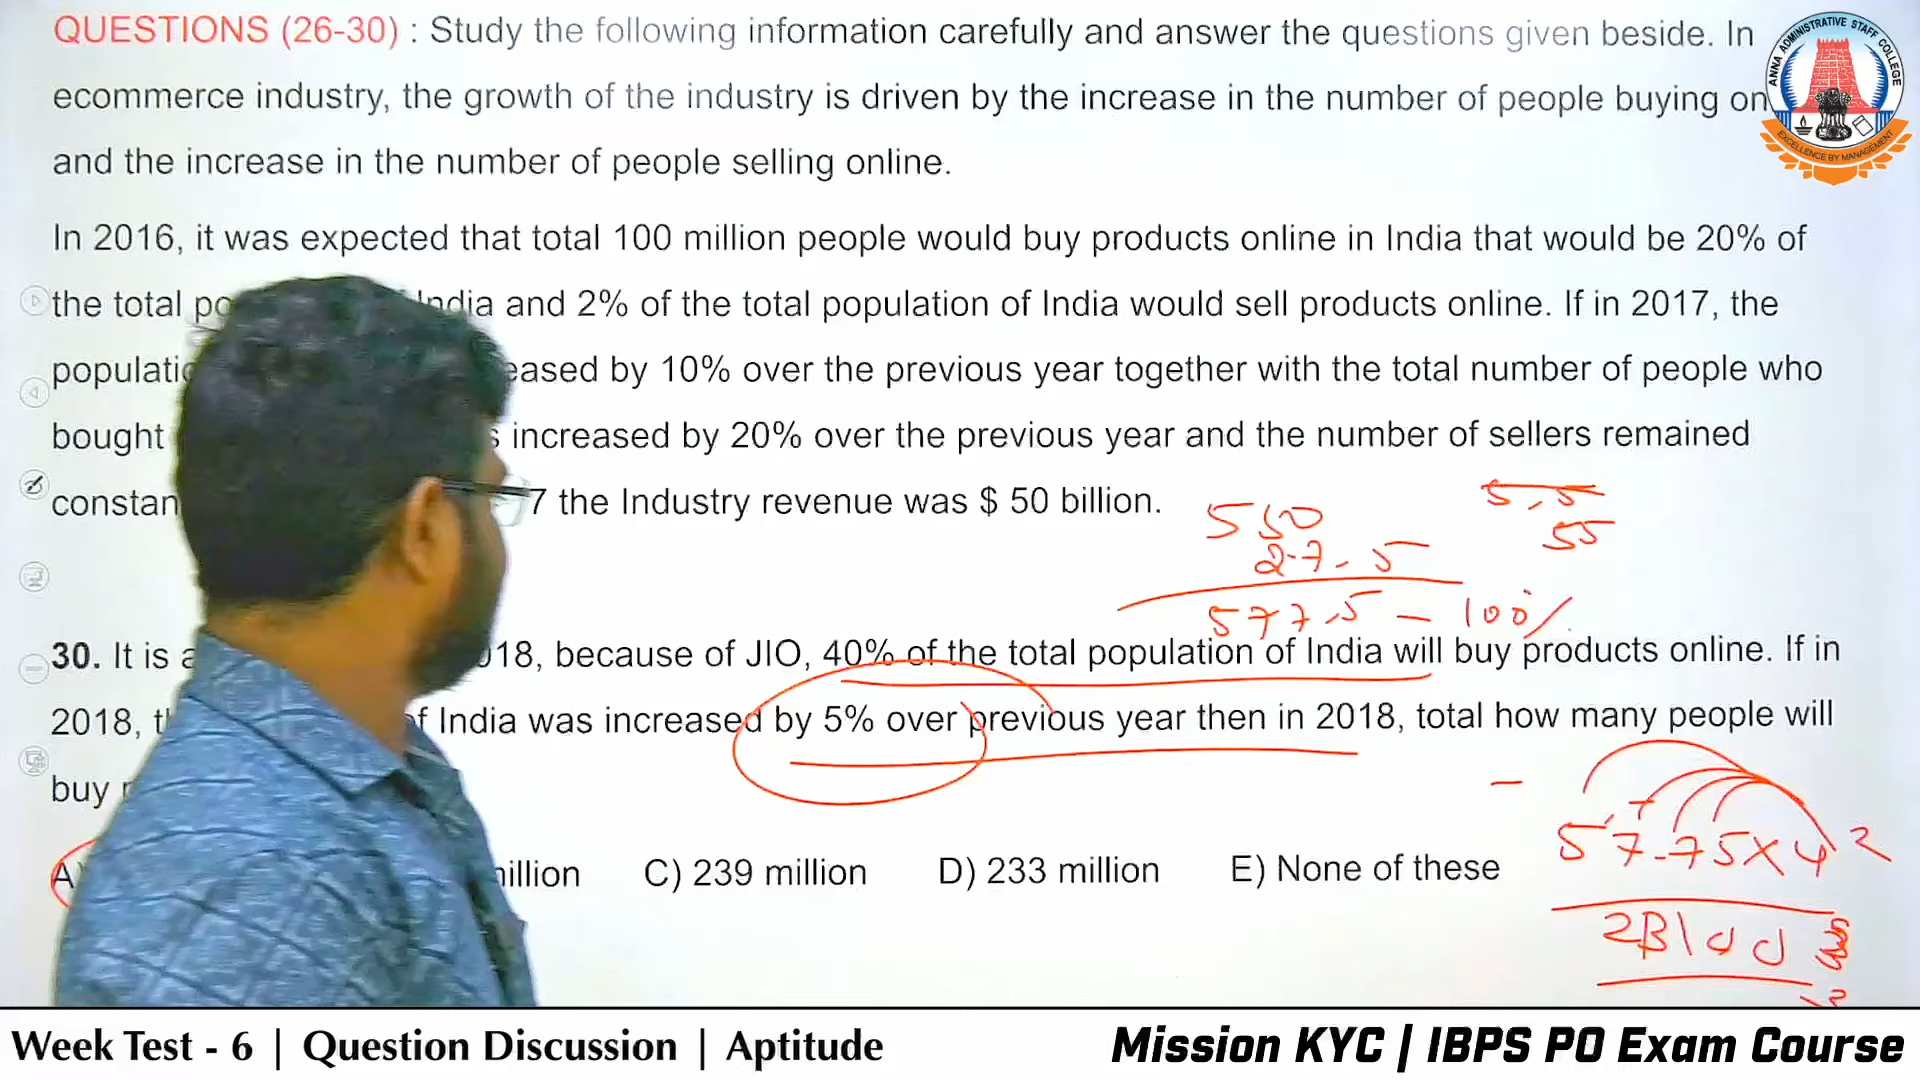 QUESTIONS (26-30) : Study the following information carefully and answer the questions given beside. In
ecommerce industry, the growth of the industry is driven by the increase in the number of people buying on
and the increase in the number of people selling online.
In 2016, it was expected that total 100 million people would buy products online in India that would be 20% of
the total India and 2% of the total population of India would sell products online. If in 2017, the
eased by 10% over the previous year together with the total number of people who
bought increased by 20% over the previous year and the number of sellers remained
7 the Industry revenue was $ 50 billion.
5.5
55
550
27.5
577.5 - 100%
30. It is 18, because of JIO, 40% of the total population of India will buy products online. If in
2018, of India was increased by 5% over previous year then in 2018, total how many people will
buy
57.75 X 4
A) illion C) 239 million D) 233 million E) None of these
ANNA ADMINISTRATIVE STAFF COLLEGE
EXCELLENCE BY MANAGEMENT
Week Test - 6 | Question Discussion | Aptitude
Mission KYC | IBPS PO Exam Course